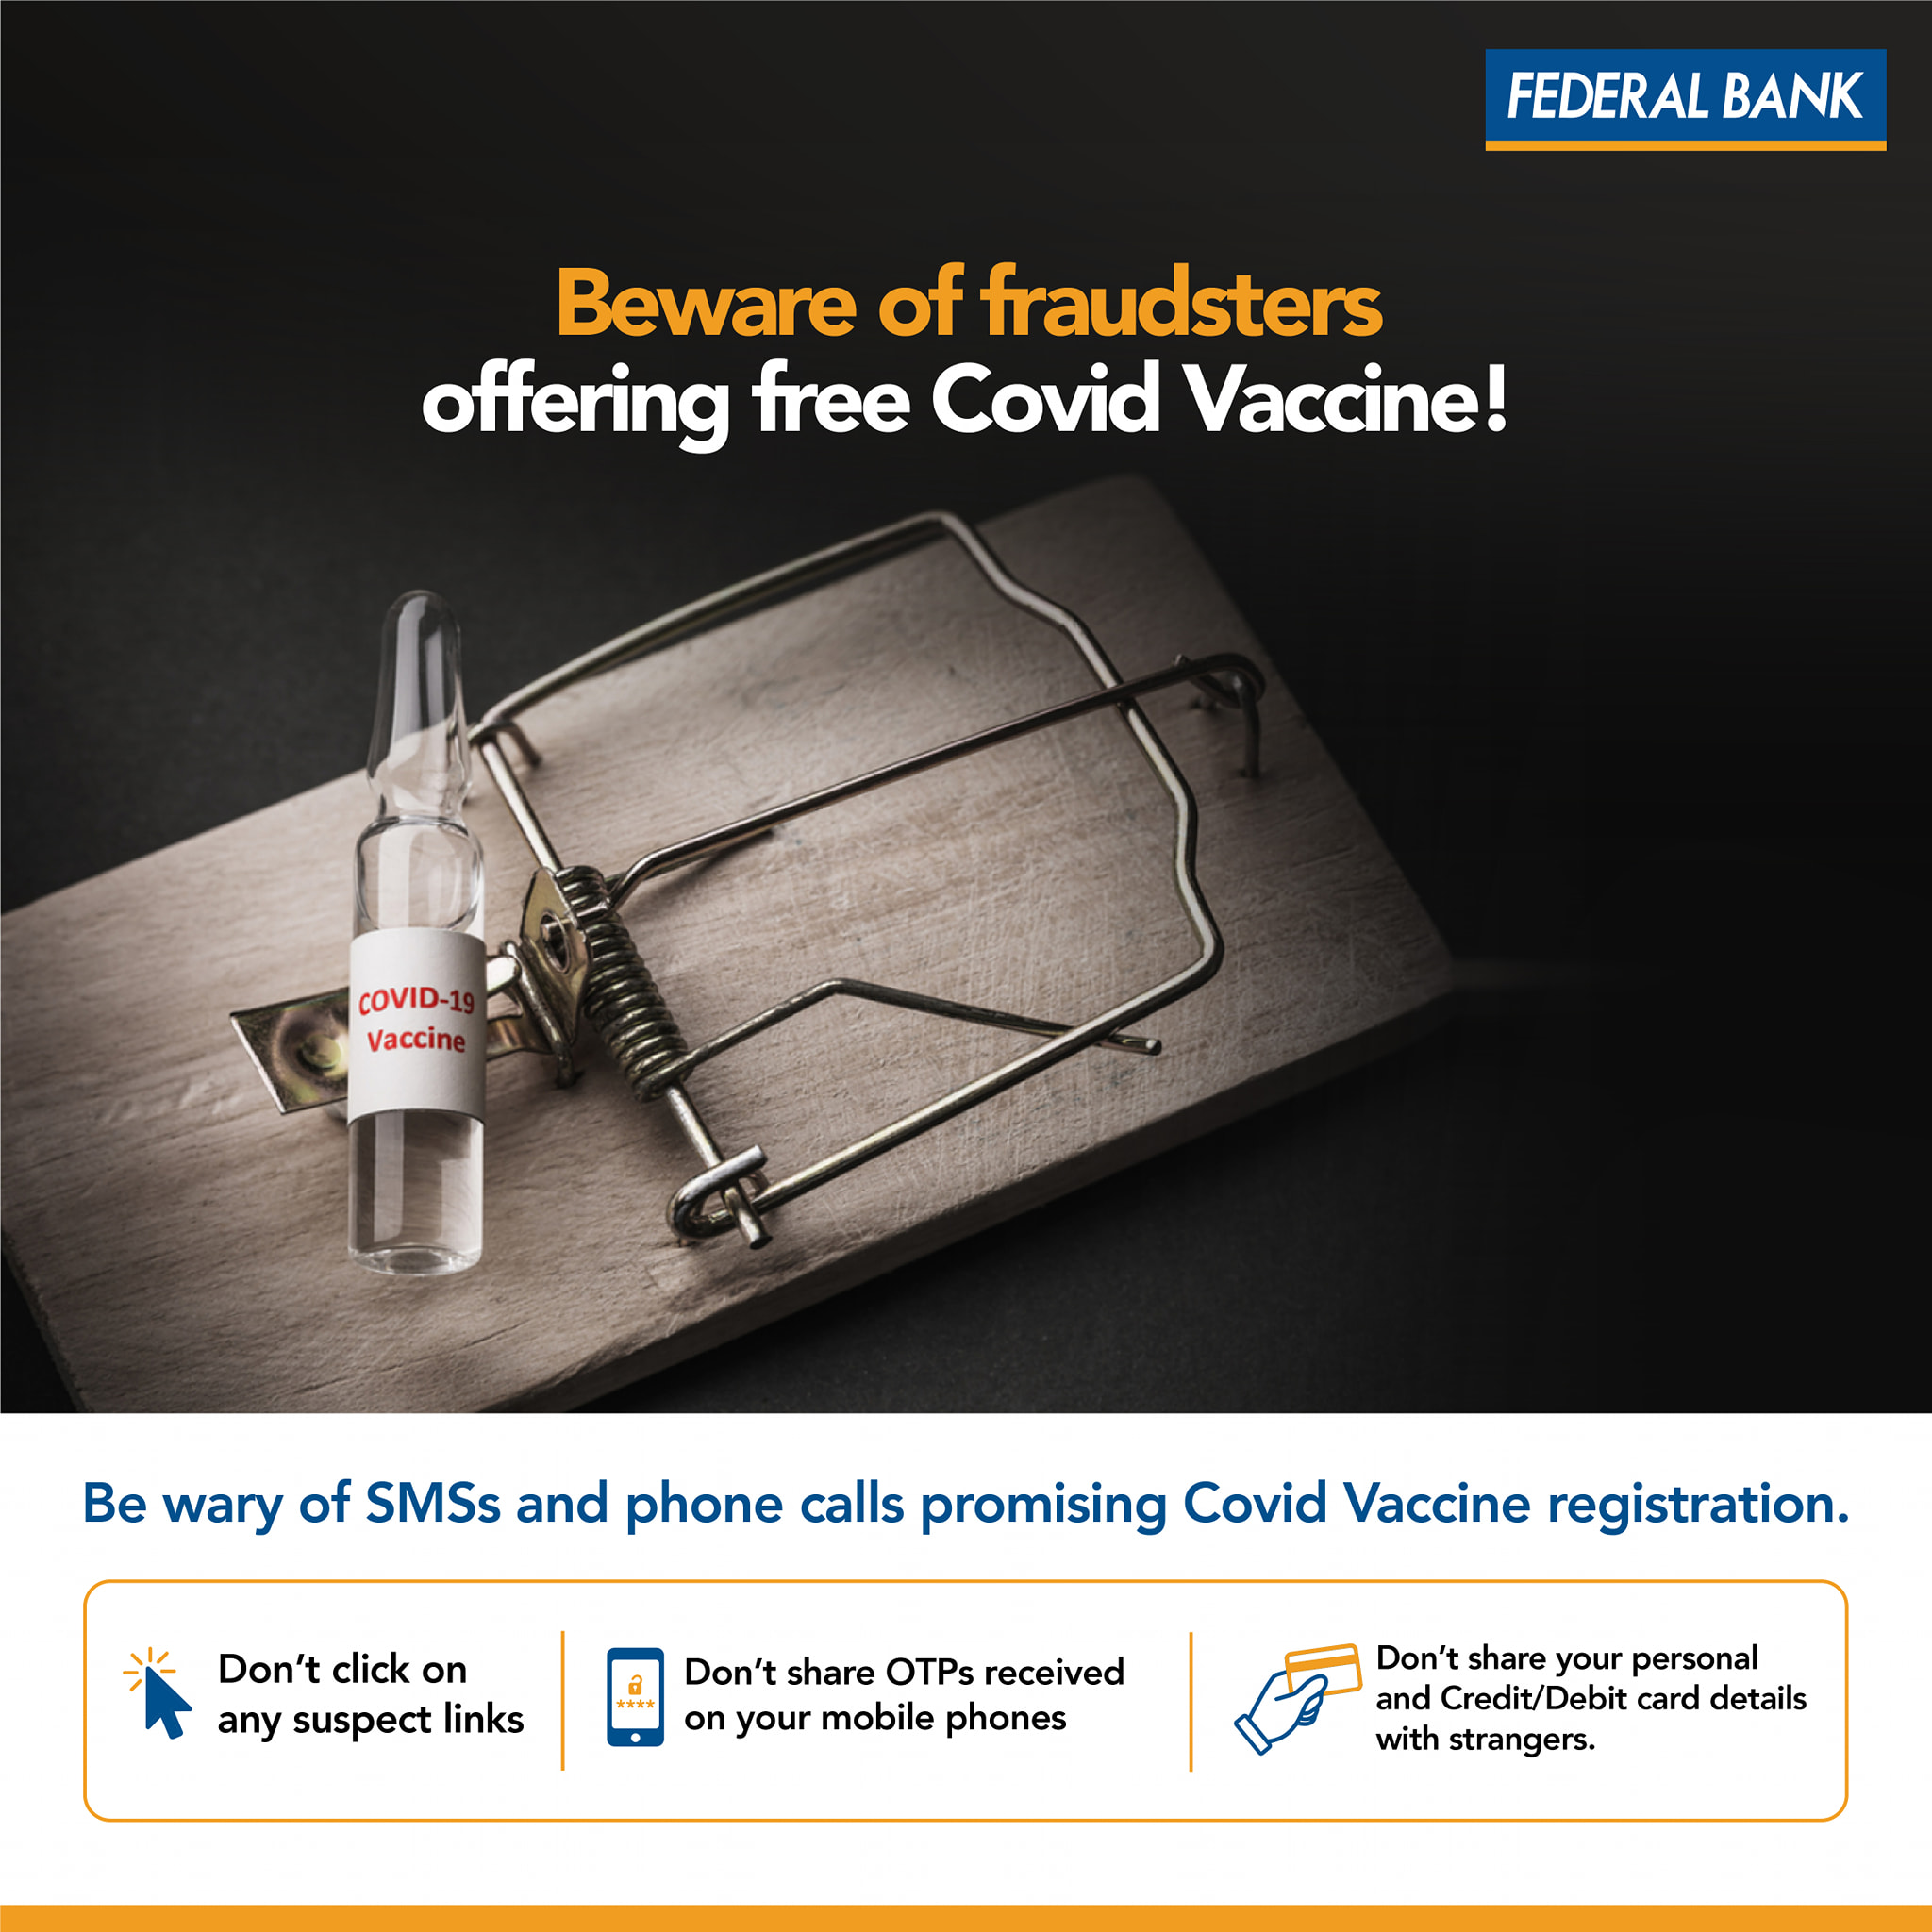 FEDERAL BANK
Beware of fraudsters
offering free Covid Vaccine!
COVID-19
Vaccine
Be wary of SMSs and phone calls promising Covid Vaccine registration.
Don't click on
any suspect links
****
Don't share OTPs received
on your mobile phones
Don't share your personal
and Credit/Debit card details
with strangers.